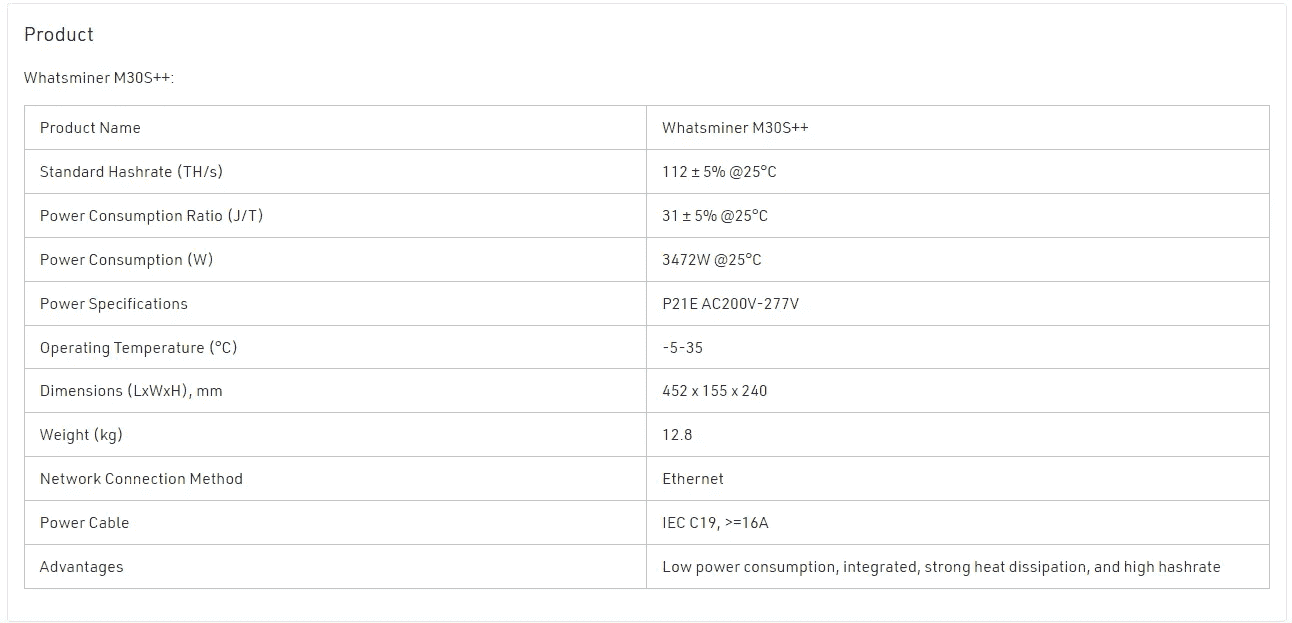 Product
Whatsminer M30S++:
Product Name Whatsminer M30S++
Standard Hashrate (TH/s) 112 ± 5% @25°C
Power Consumption Ratio (J/T) 31 ± 5% @25°C
Power Consumption (W) 3472W @25°C
Power Specifications P21E AC200V-277V
Operating Temperature (°C) -5-35
Dimensions (LxWxH), mm 452 x 155 x 240
Weight (kg) 12.8
Network Connection Method Ethernet
Power Cable IEC C19, >=16A
Advantages Low power consumption, integrated, strong heat dissipation, and high hashrate